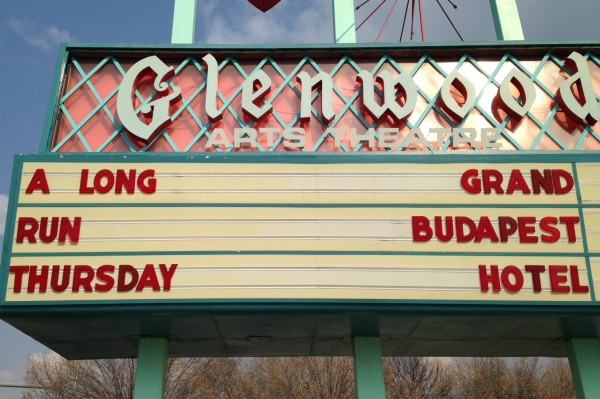 Glenwood
ARTS THEATRE
A LONG GRAND
RUN BUDAPEST
THURSDAY HOTEL